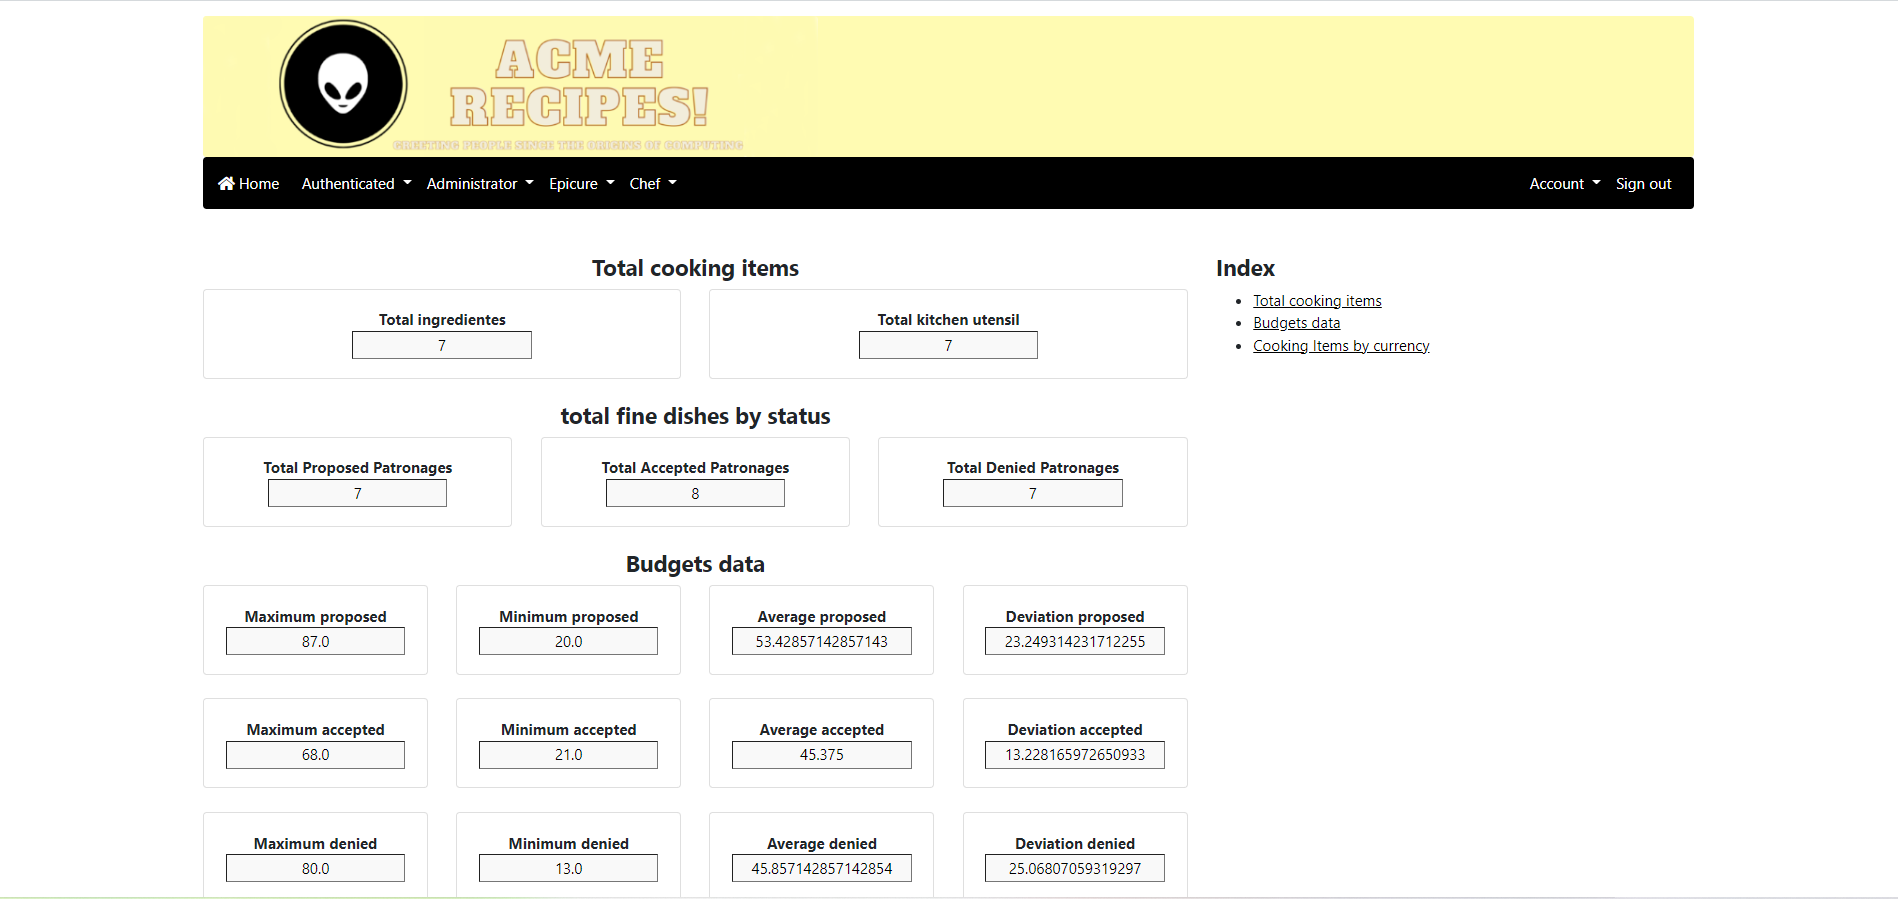 ACME
RECIPES!
GREETING PEOPLE SINCE THE ORIGINS OF COMPUTING
Home Authenticated Administrator Epicure Chef Account Sign out
Total cooking items
Total ingredientes
7
Total kitchen utensil
7
total fine dishes by status
Total Proposed Patronages
7
Total Accepted Patronages
8
Total Denied Patronages
7
Budgets data
Maximum proposed
87.0
Minimum proposed
20.0
Average proposed
53.42857142857143
Deviation proposed
23.249314231712255
Maximum accepted
68.0
Minimum accepted
21.0
Average accepted
45.375
Deviation accepted
13.228165972650933
Maximum denied
80.0
Minimum denied
13.0
Average denied
45.857142857142854
Deviation denied
25.06807059319297
Index
Total cooking items
Budgets data
Cooking Items by currency